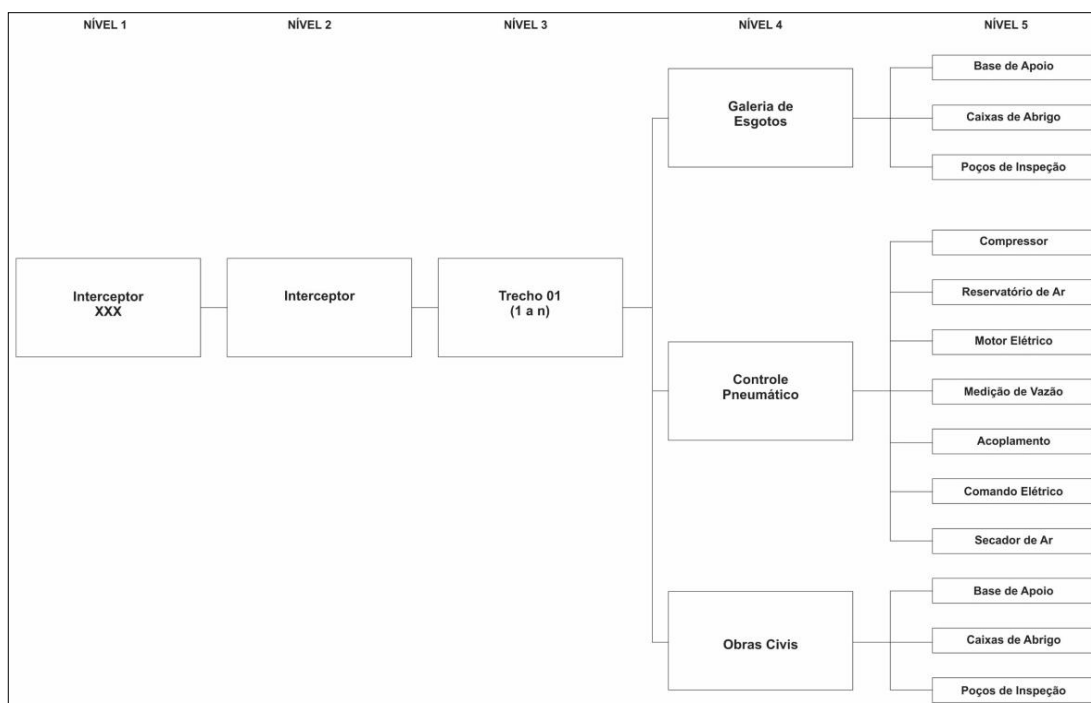 NÍVEL 1
NÍVEL 2
NÍVEL 3
NÍVEL 4
NÍVEL 5
Interceptor
XXX
Interceptor
Trecho 01
(1 a n)
Galeria de
Esgotos
Base de Apoio
Caixas de Abrigo
Poços de Inspeção
Controle
Pneumático
Compressor
Reservatório de Ar
Motor Elétrico
Medição de Vazão
Acoplamento
Comando Elétrico
Secador de Ar
Obras Civis
Base de Apoio
Caixas de Abrigo
Poços de Inspeção